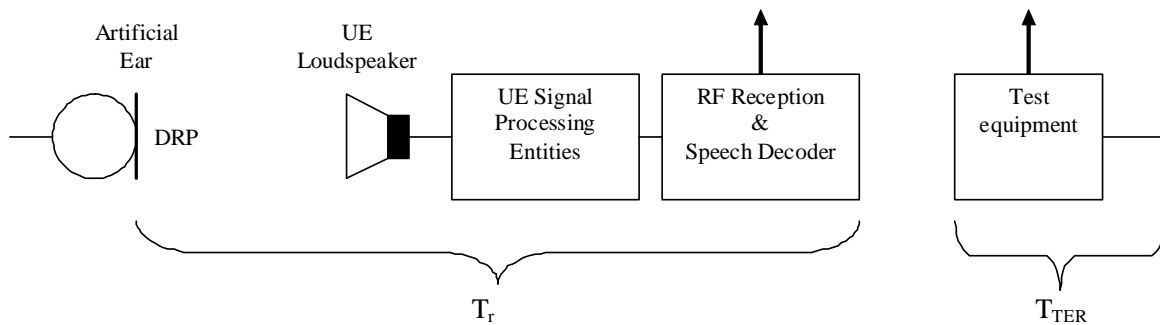 Artificial
Ear
DRP
UE
Loudspeaker
UE Signal
Processing
Entities
RF Reception
&
Speech Decoder
Test
equipment
Tr
TTER